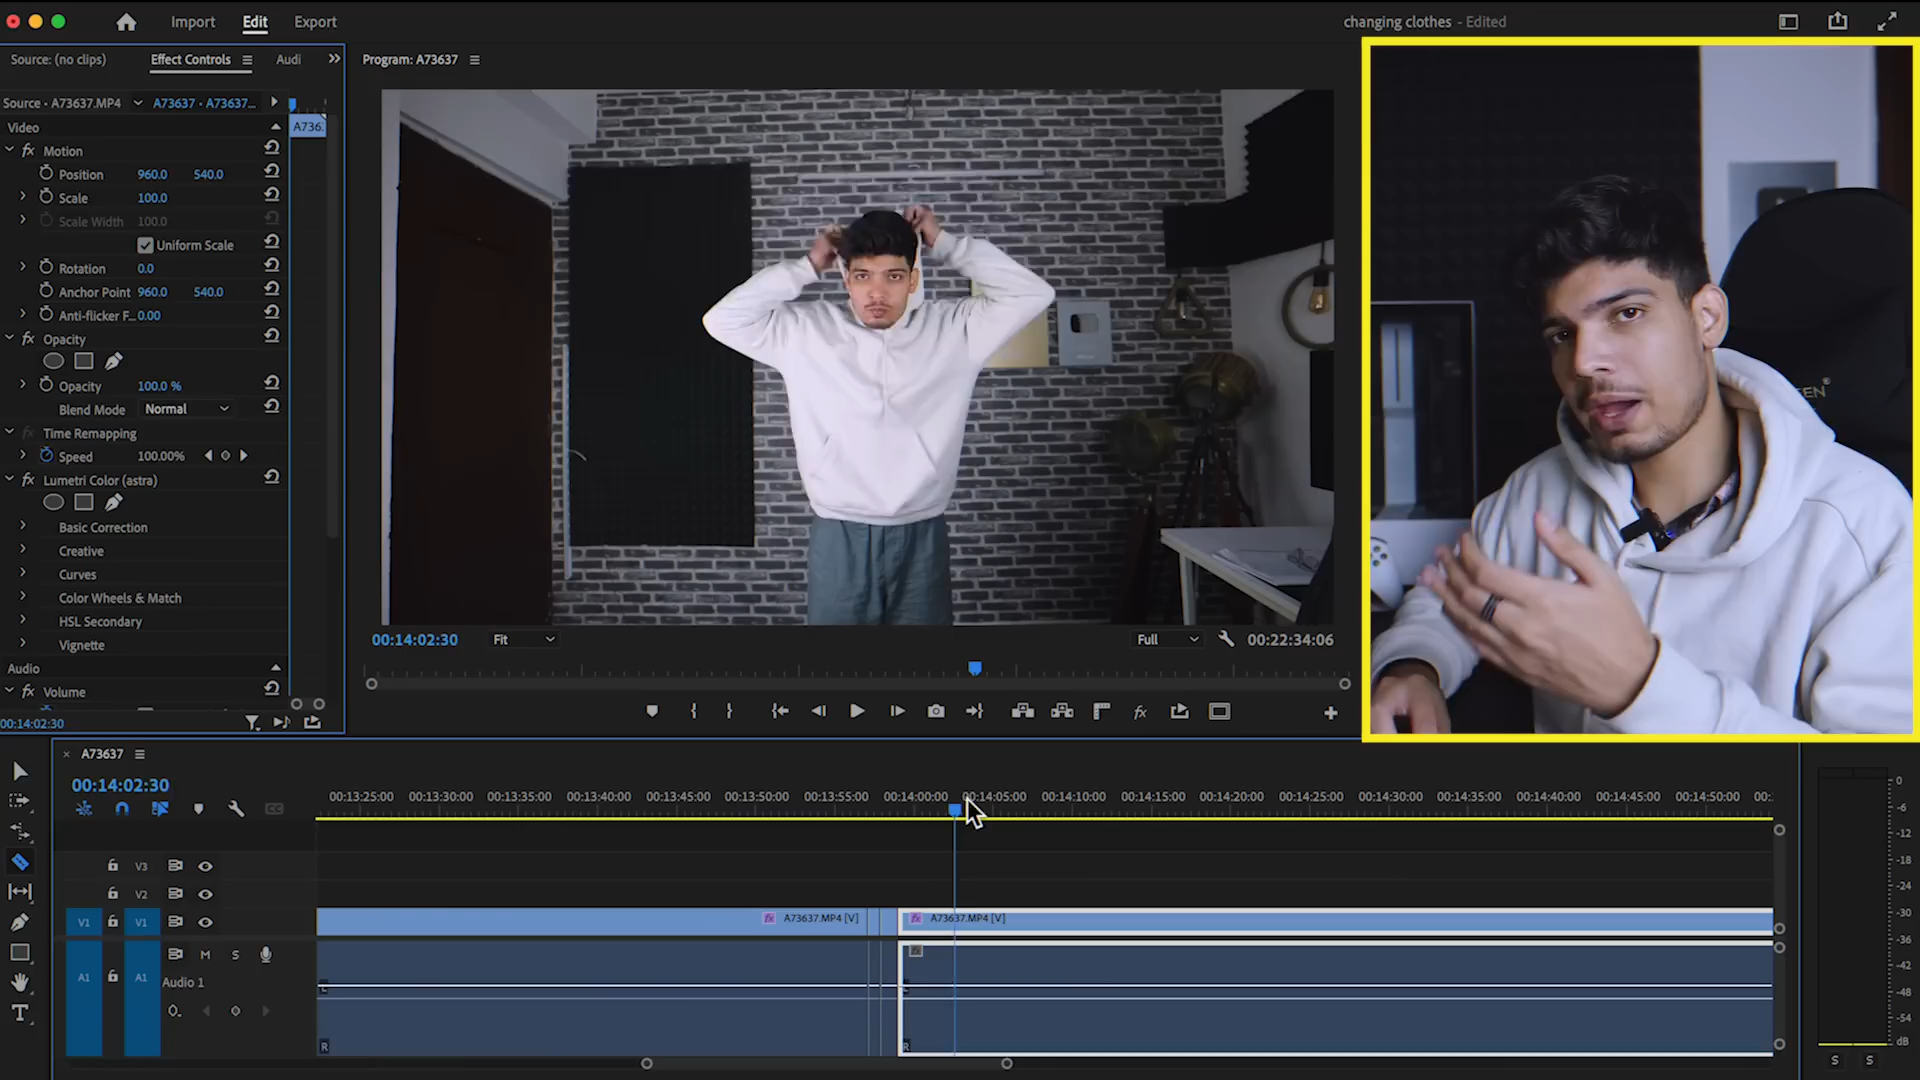 Import Edit Export
changing clothes - Edited
Source: (no clips) Effect Controls Audi
Program: A73637
Source • A73637.MP4 A73637 • A73637...
A736.
Video
fx Motion
Position 960.0 540.0
Scale 100.0
Scale Width 100.0
Uniform Scale
Rotation 0.0
Anchor Point 960.0 540.0
Anti-flicker F... 0.00
fx Opacity
Opacity 100.0 %
Blend Mode Normal
fx Time Remapping
Speed 100.00%
fx Lumetri Color (astra)
Basic Correction
Creative
Curves
Color Wheels & Match
HSL Secondary
Vignette
Audio
fx Volume
00:14:02:30
00:14:02:30 Fit Full 00:22:34:06
fx
A73637
00:14:02:30
00:13:25:00 00:13:30:00 00:13:35:00 00:13:40:00 00:13:45:00 00:13:50:00 00:13:55:00 00:14:00:00 00:14:05:00 00:14:10:00 00:14:15:00 00:14:20:00 00:14:25:00 00:14:30:00 00:14:35:00 00:14:40:00 00:14:45:00 00:14:50:00 00:
V3
V2
V1 V1
fx A73637.MP4 [V] fx A73637.MP4 [V]
M S
A1 A1 Audio 1
L
R R
0
-6
-12
-18
-24
-30
-36
-42
-48
-54
dB
S S